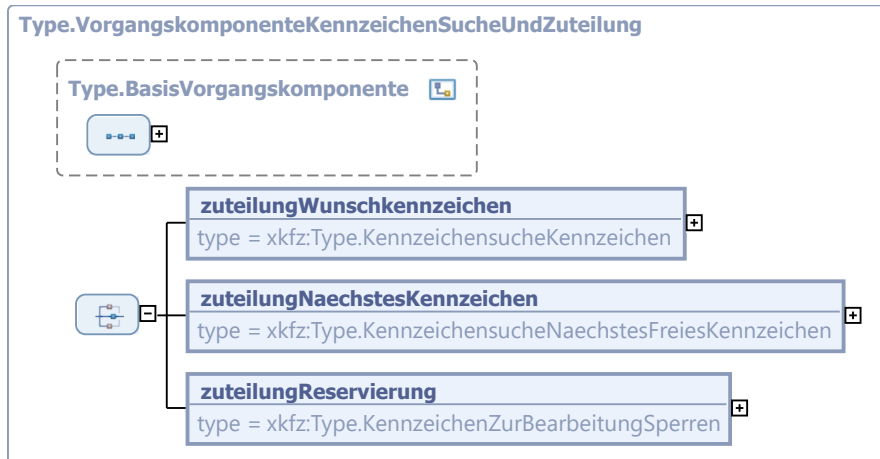 Type.VorgangskomponenteKennzeichenSucheUndZuteilung
Type.BasisVorgangskomponente
zuteilungWunschkennzeichen
type = xkfz:Type.KennzeichensucheKennzeichen
zuteilungNaechstesKennzeichen
type = xkfz:Type.KennzeichensucheNaechstesFreiesKennzeichen
zuteilungReservierung
type = xkfz:Type.KennzeichenZurBearbeitungSperren